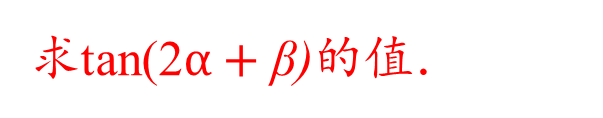 求tan(2α + β)的值.